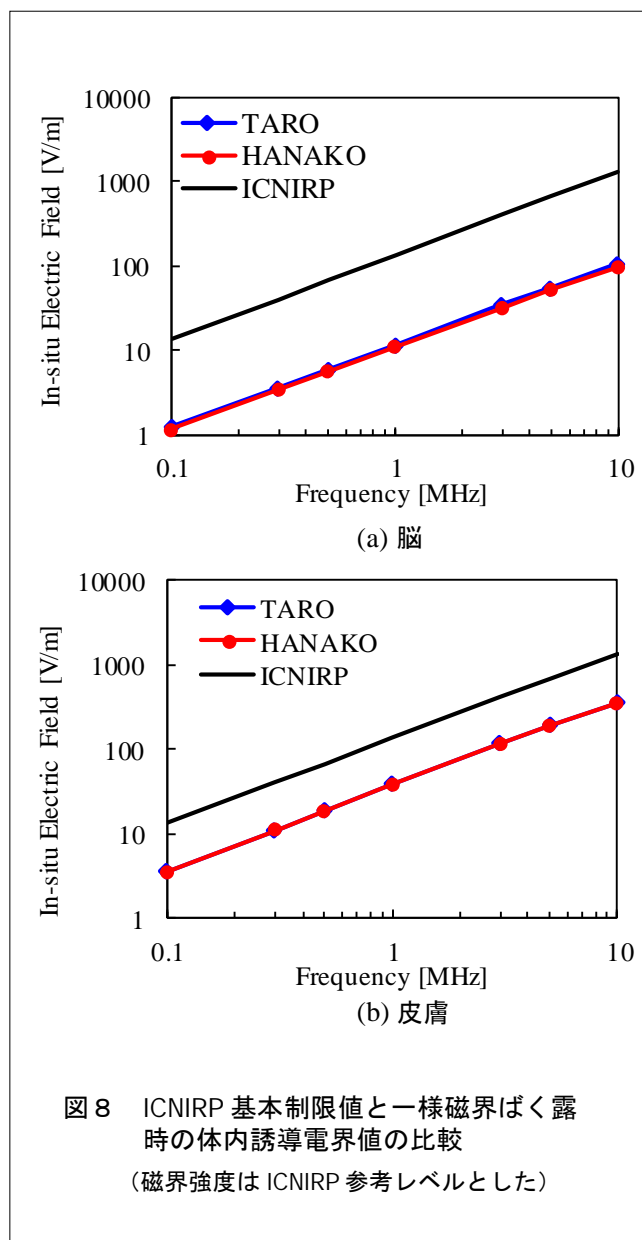 10000
1000
100
10
1
In-situ Electric Field [V/m]
TARO
HANAKO
ICNIRP
0.1
1
10
Frequency [MHz]
(a) 脳
10000
1000
100
10
1
In-situ Electric Field [V/m]
TARO
HANAKO
ICNIRP
0.1
1
10
Frequency [MHz]
(b) 皮膚
図8 ICNIRP 基本制限値と一様磁界ばく露
時の体内誘導電界値の比較
（磁界強度は ICNIRP 参考レベルとした）